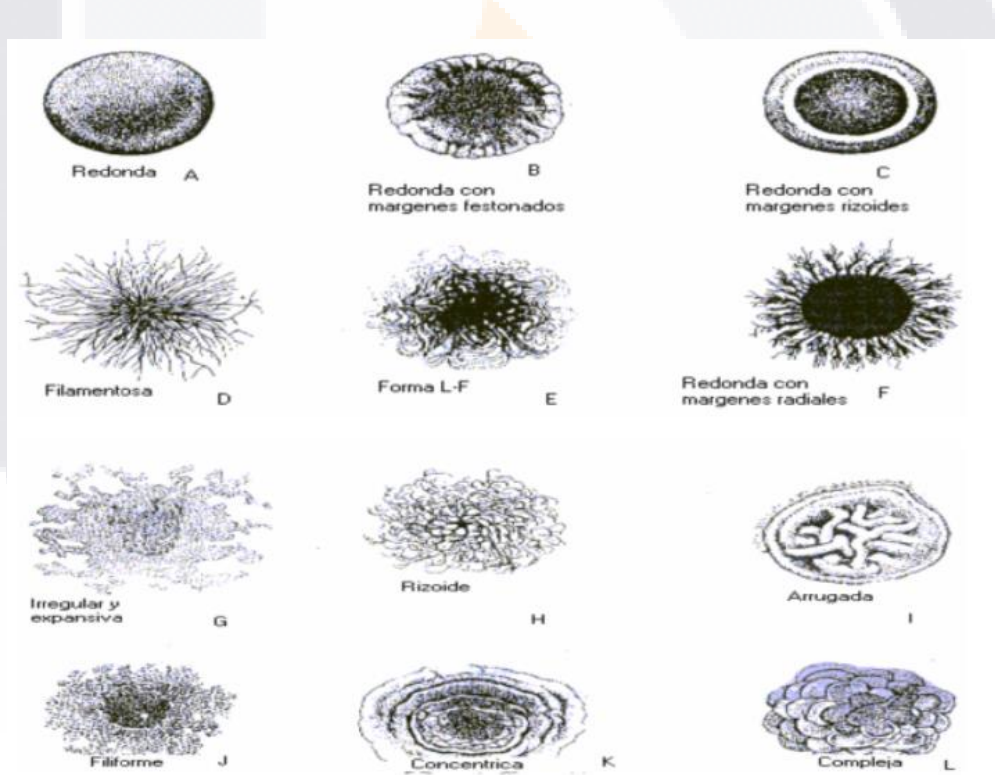 Redonda A
B
Redonda con
margenes festonados
C
Redonda con
margenes rizoides
Filamentosa
D
Forma L-F
E
Redonda con
margenes radiales F
Irregular y
expansiva G
Rizoide
H
Arrugada
I
Filiforme J
Concentrica K
Compleja L